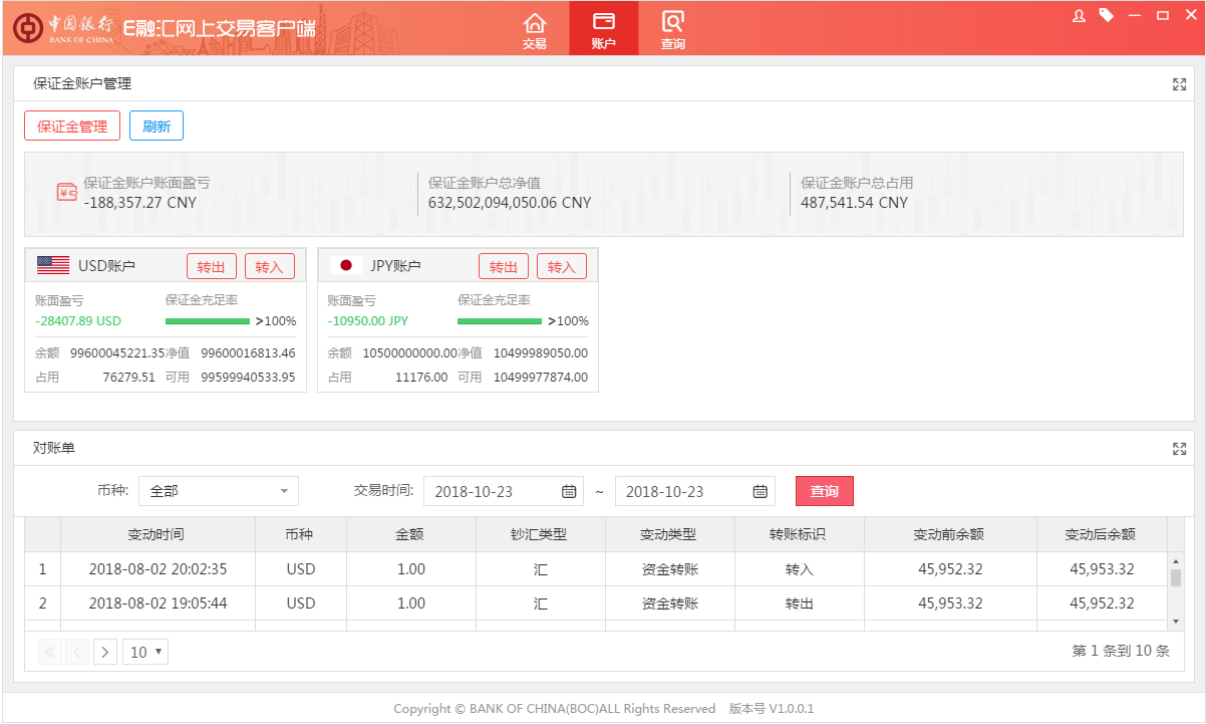 中国银行 E融汇网上交易客户端
BANK OF CHINA
交易 账户 查询
保证金账户管理
保证金管理 刷新
保证金账户账面盈亏 保证金账户总净值 保证金账户总占用
-188,357.27 CNY 632,502,094,050.06 CNY 487,541.54 CNY
USD账户 转出 转入 JPY账户 转出 转入
账面盈亏 保证金充足率 账面盈亏 保证金充足率
-28407.89 USD >100% -10950.00 JPY >100%
余额 99600045221.35 净值 99600016813.46 余额 10500000000.00 净值 10499989050.00
占用 76279.51 可用 99599940533.95 占用 11176.00 可用 10499977874.00
对账单
币种: 全部 交易时间: 2018-10-23 ~ 2018-10-23 查询
变动时间 币种 金额 钞汇类型 变动类型 转账标识 变动前余额 变动后余额
1 2018-08-02 20:02:35 USD 1.00 汇 资金转账 转入 45,952.32 45,953.32
2 2018-08-02 19:05:44 USD 1.00 汇 资金转账 转出 45,953.32 45,952.32
10 第 1 条到 10 条
Copyright © BANK OF CHINA(BOC)ALL Rights Reserved 版本号 V1.0.0.1